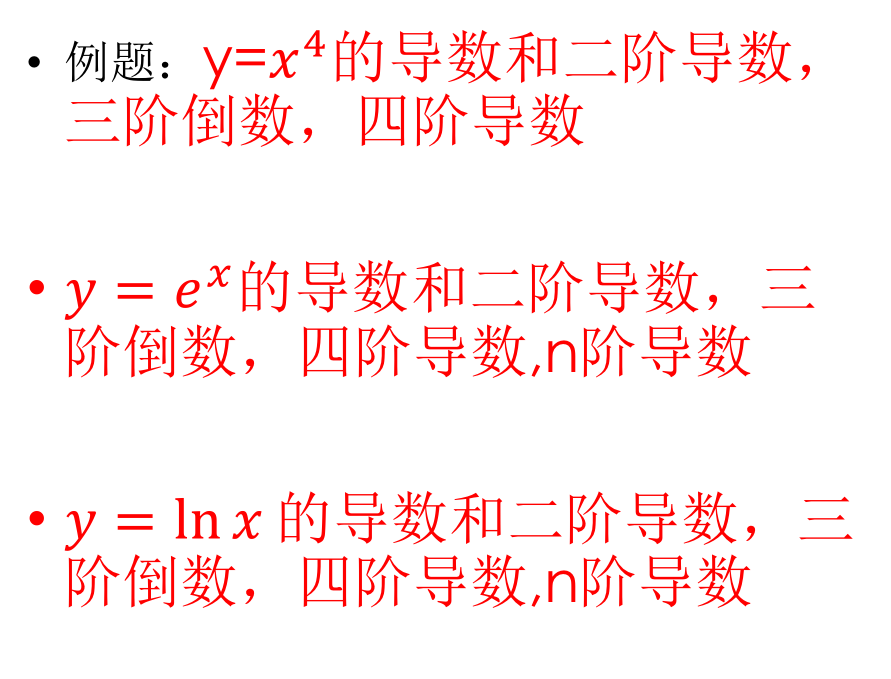 • 例题：y=𝑥⁴的导数和二阶导数，
三阶倒数，四阶导数
• 𝑦 = 𝑒ˣ的导数和二阶导数，三
阶倒数，四阶导数,n阶导数
• 𝑦 = ln 𝑥 的导数和二阶导数，三
阶倒数，四阶导数,n阶导数